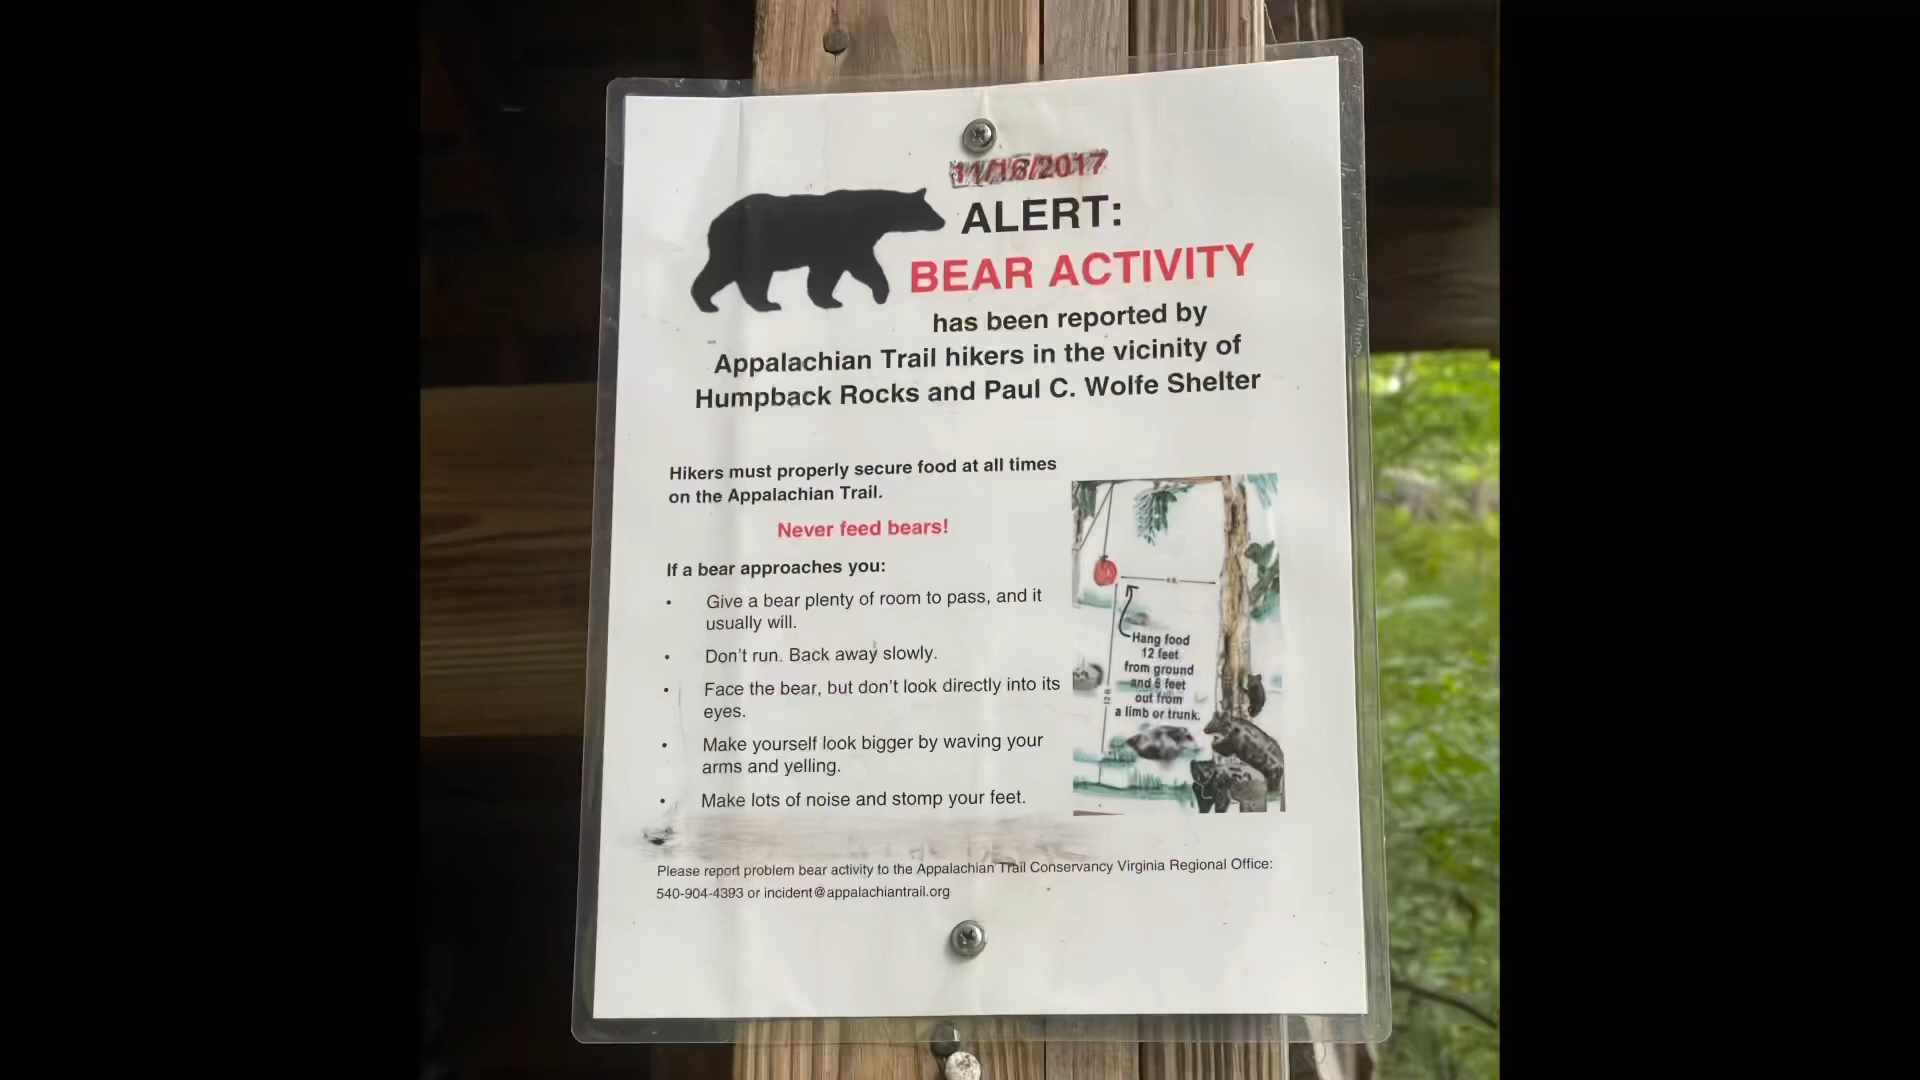 11/16/2017
ALERT:
BEAR ACTIVITY
has been reported by
Appalachian Trail hikers in the vicinity of
Humpback Rocks and Paul C. Wolfe Shelter
Hikers must properly secure food at all times
on the Appalachian Trail.
Never feed bears!
If a bear approaches you:
• Give a bear plenty of room to pass, and it
usually will.
• Don't run. Back away slowly.
• Face the bear, but don't look directly into its
eyes.
• Make yourself look bigger by waving your
arms and yelling.
• Make lots of noise and stomp your feet.
Hang food
12 feet
from ground
and 6 feet
out from
a limb or trunk.
Please report problem bear activity to the Appalachian Trail Conservancy Virginia Regional Office:
540-904-4393 or incident@appalachiantrail.org